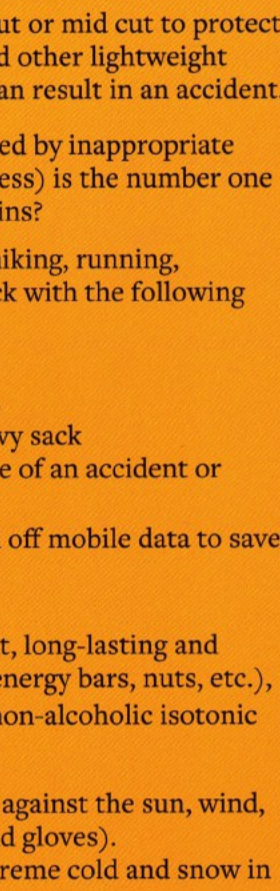 ut or mid cut to protect
d other lightweight
an result in an accident.
ed by inappropriate
ess) is the number one
ins?
iking, running,
ck with the following
vy sack
e of an accident or
off mobile data to save
t, long-lasting and
energy bars, nuts, etc.),
non-alcoholic isotonic
against the sun, wind,
d gloves).
reme cold and snow in